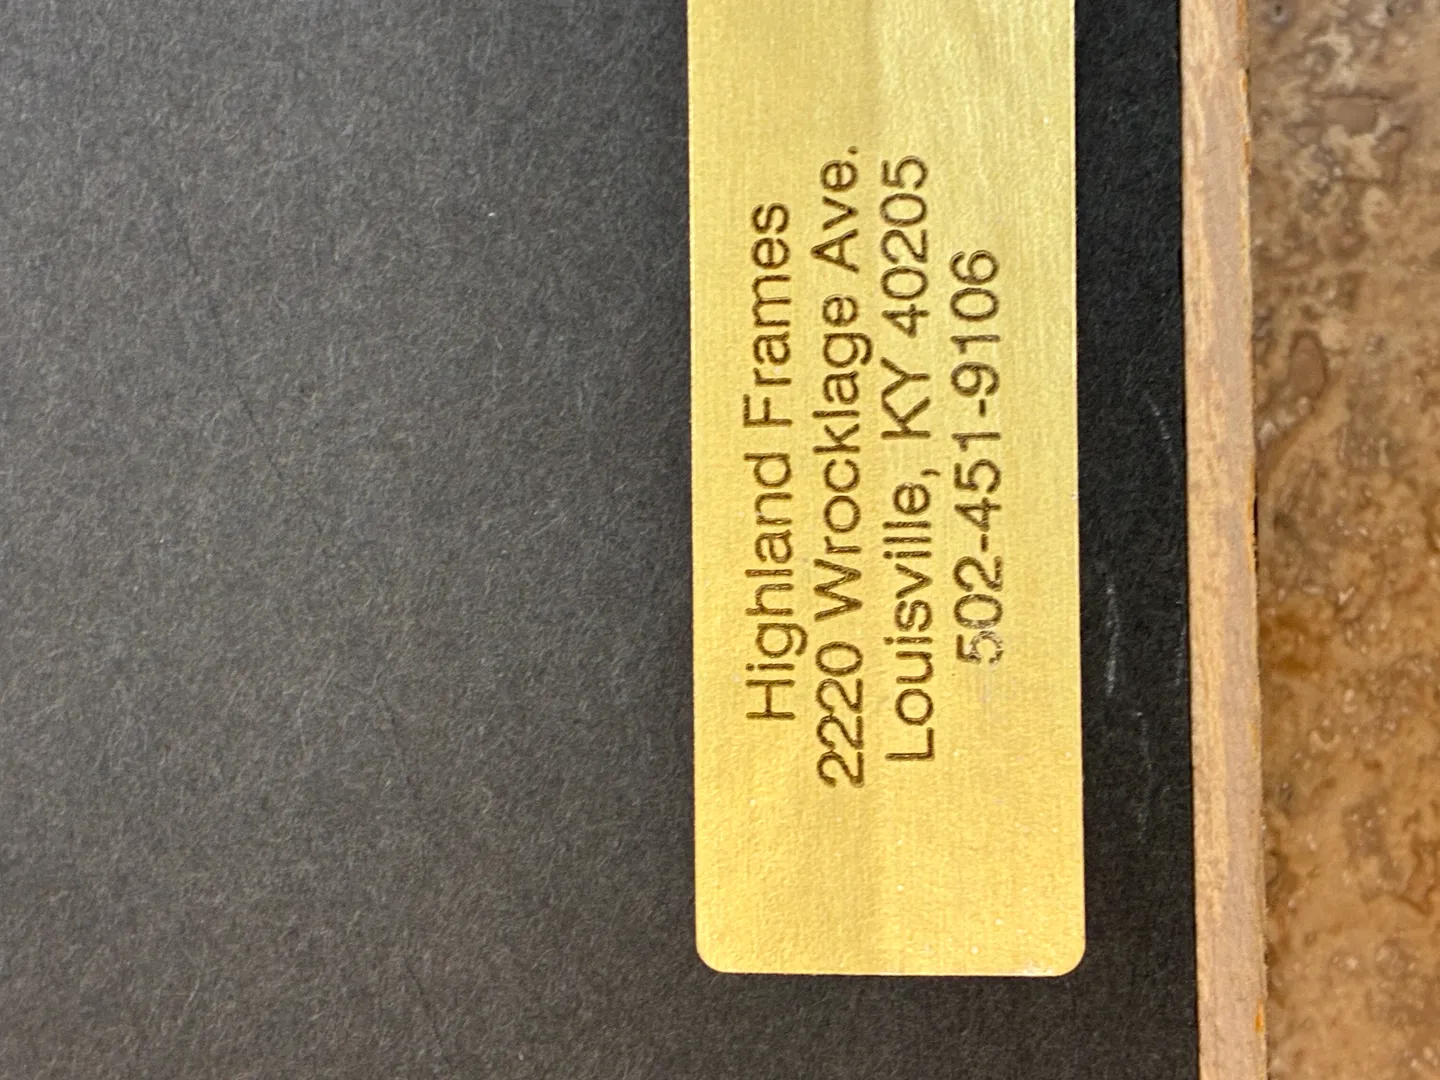 Highland Frames
2220 Wrocklage Ave.
Louisville, KY 40205
502-451-9106